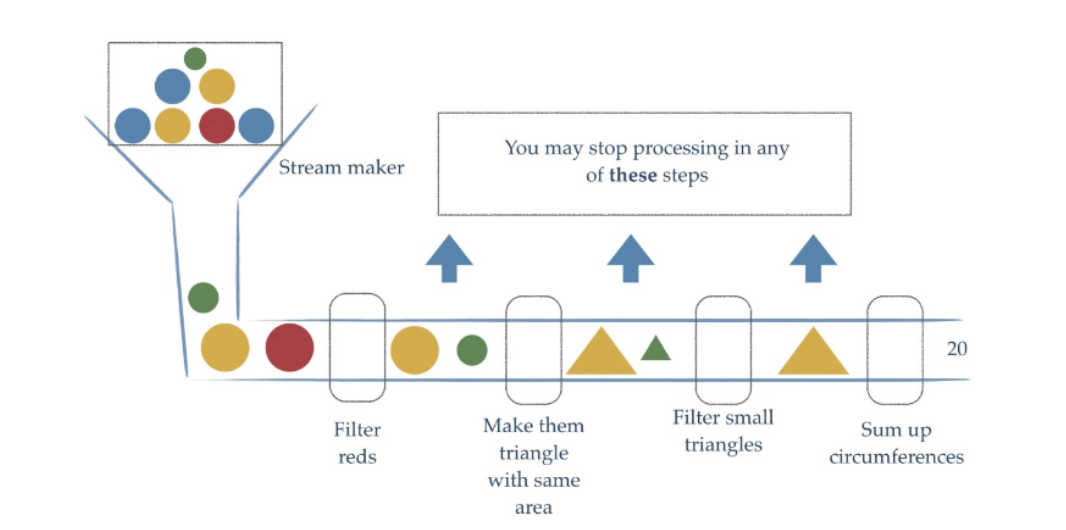 Stream maker
You may stop processing in any
of these steps
20
Filter
reds
Make them
triangle
with same
area
Filter small
triangles
Sum up
circumferences